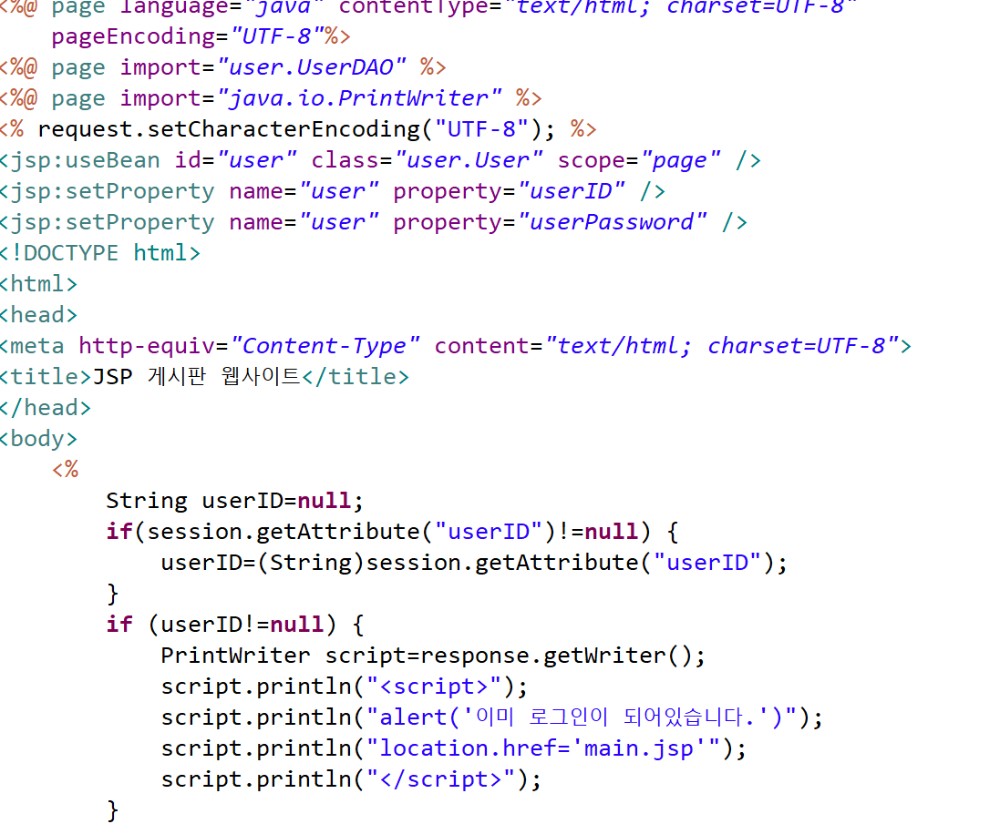 <%@ page language="java" contentType="text/html; charset=UTF-8"
    pageEncoding="UTF-8"%>
<%@ page import="user.UserDAO" %>
<%@ page import="java.io.PrintWriter" %>
<% request.setCharacterEncoding("UTF-8"); %>
<jsp:useBean id="user" class="user.User" scope="page" />
<jsp:setProperty name="user" property="userID" />
<jsp:setProperty name="user" property="userPassword" />
<!DOCTYPE html>
<html>
<head>
<meta http-equiv="Content-Type" content="text/html; charset=UTF-8">
<title>JSP 게시판 웹사이트</title>
</head>
<body>
    <%
        String userID=null;
        if(session.getAttribute("userID")!=null) {
            userID=(String)session.getAttribute("userID");
        }
        if (userID!=null) {
            PrintWriter script=response.getWriter();
            script.println("<script>");
            script.println("alert('이미 로그인이 되어있습니다.')");
            script.println("location.href='main.jsp'");
            script.println("</script>");
        }